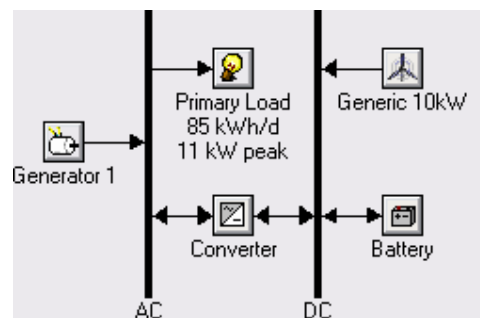 Primary Load
85 kWh/d
11 kW peak
Generic 10kW
Generator 1
Converter
Battery
AC
DC